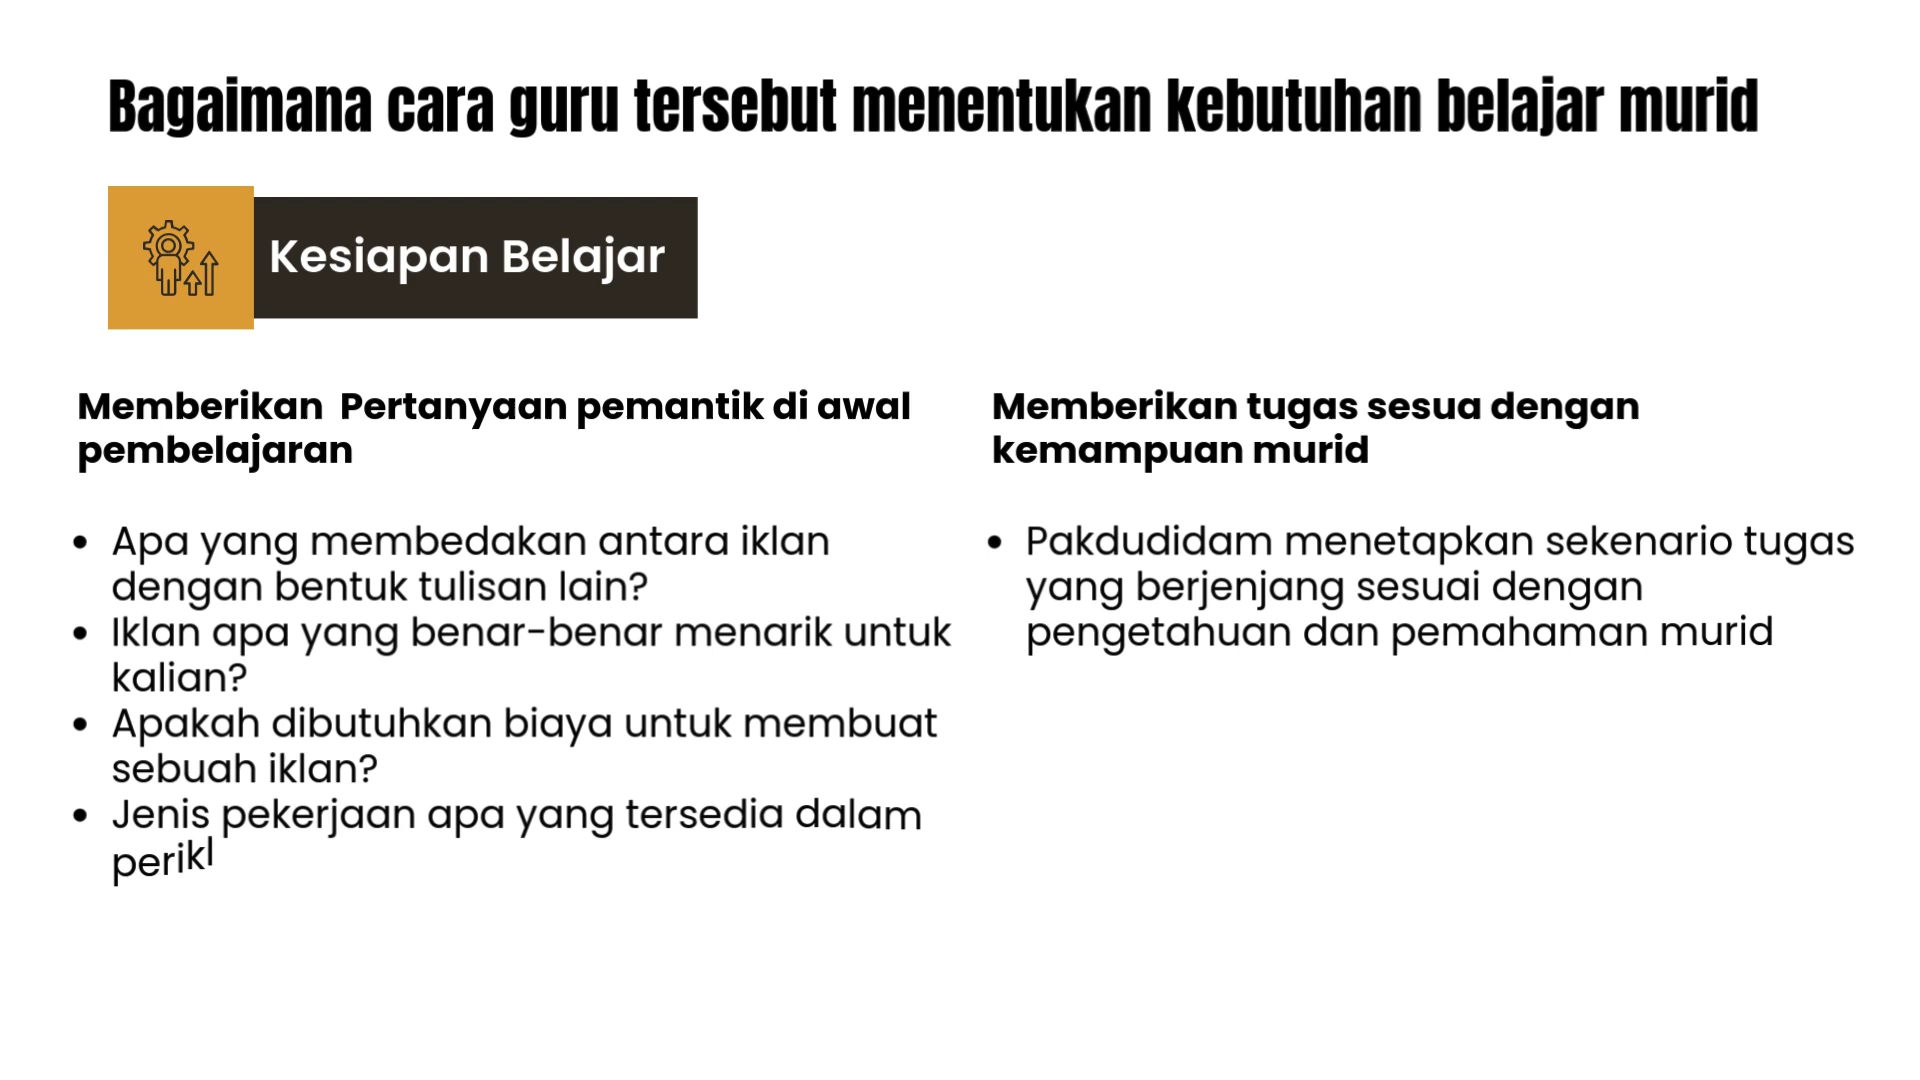 Bagaimana cara guru tersebut menentukan kebutuhan belajar murid
Kesiapan Belajar
Memberikan Pertanyaan pemantik di awal
pembelajaran
• Apa yang membedakan antara iklan
dengan bentuk tulisan lain?
• Iklan apa yang benar-benar menarik untuk
kalian?
• Apakah dibutuhkan biaya untuk membuat
sebuah iklan?
• Jenis pekerjaan apa yang tersedia dalam
perikl
Memberikan tugas sesua dengan
kemampuan murid
• Pakdudidam menetapkan sekenario tugas
yang berjenjang sesuai dengan
pengetahuan dan pemahaman murid